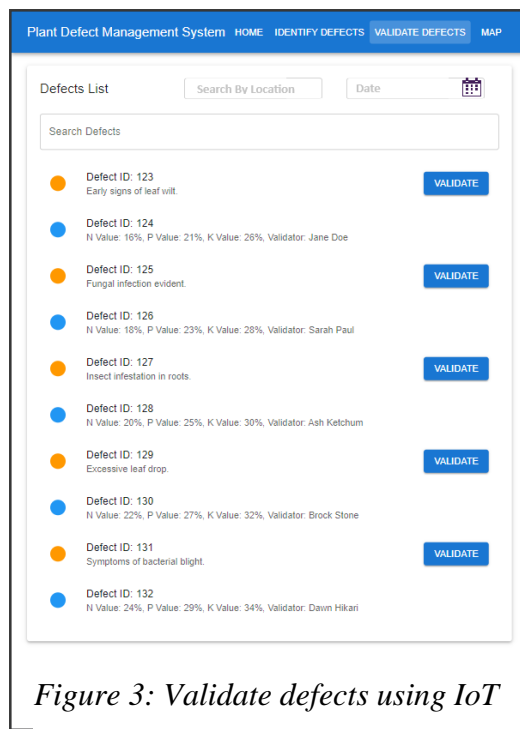 Plant Defect Management System HOME IDENTIFY DEFECTS VALIDATE DEFECTS MAP
Defects List Search By Location Date
Search Defects
Defect ID: 123
Early signs of leaf wilt.
VALIDATE
Defect ID: 124
N Value: 16%, P Value: 21%, K Value: 26%, Validator: Jane Doe
Defect ID: 125
Fungal infection evident.
VALIDATE
Defect ID: 126
N Value: 18%, P Value: 23%, K Value: 28%, Validator: Sarah Paul
Defect ID: 127
Insect infestation in roots.
VALIDATE
Defect ID: 128
N Value: 20%, P Value: 25%, K Value: 30%, Validator: Ash Ketchum
Defect ID: 129
Excessive leaf drop.
VALIDATE
Defect ID: 130
N Value: 22%, P Value: 27%, K Value: 32%, Validator: Brock Stone
Defect ID: 131
Symptoms of bacterial blight.
VALIDATE
Defect ID: 132
N Value: 24%, P Value: 29%, K Value: 34%, Validator: Dawn Hikari
Figure 3: Validate defects using IoT